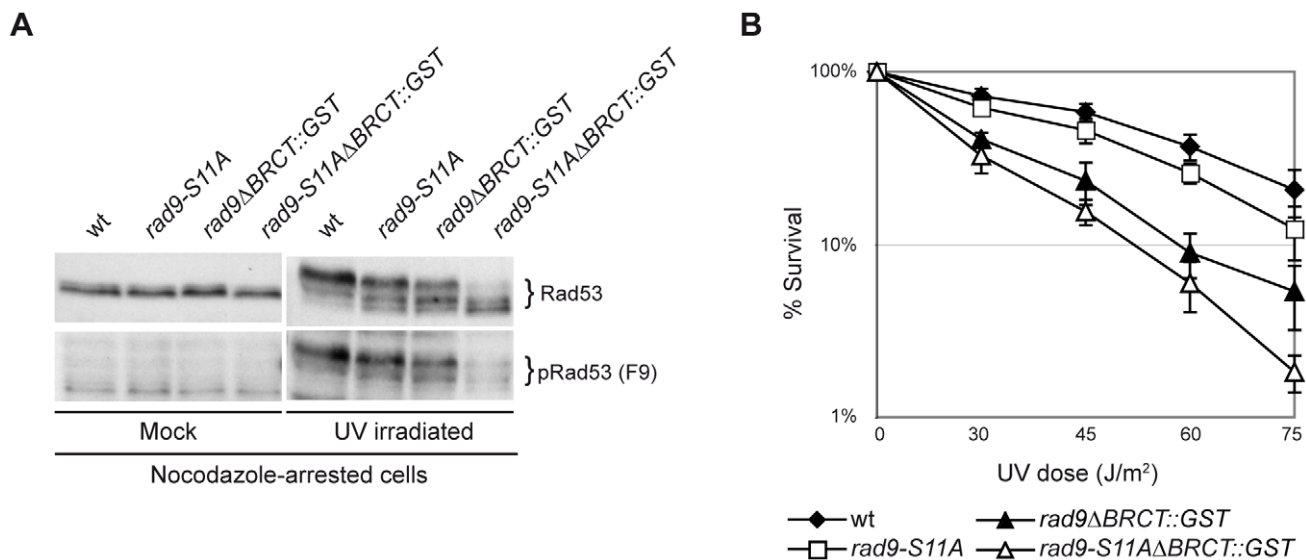 A
wt
rad9-S11A
rad9ΔBRCT::GST
rad9-S11AΔBRCT::GST
wt
rad9-S11A
rad9ΔBRCT::GST
rad9-S11AΔBRCT::GST
} Rad53
} pRad53 (F9)
Mock
UV irradiated
Nocodazole-arrested cells
B
100%
10%
1%
% Survival
0
30
45
60
75
UV dose (J/m²)
wt
rad9ΔBRCT::GST
rad9-S11A
rad9-S11AΔBRCT::GST